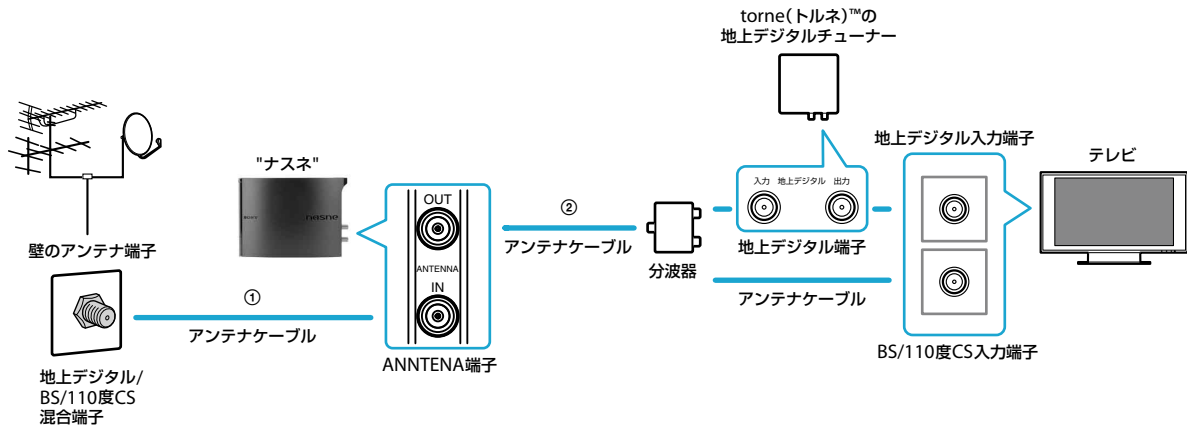 torne(トルネ)™の
地上デジタルチューナー
"ナスネ"
nasne
SONY
壁のアンテナ端子
地上デジタル/
BS/110度CS
混合端子
①
アンテナケーブル
OUT
ANTENNA
IN
ANNTENA端子
②
アンテナケーブル
分波器
入力 地上デジタル 出力
地上デジタル端子
アンテナケーブル
地上デジタル入力端子
BS/110度CS入力端子
テレビ